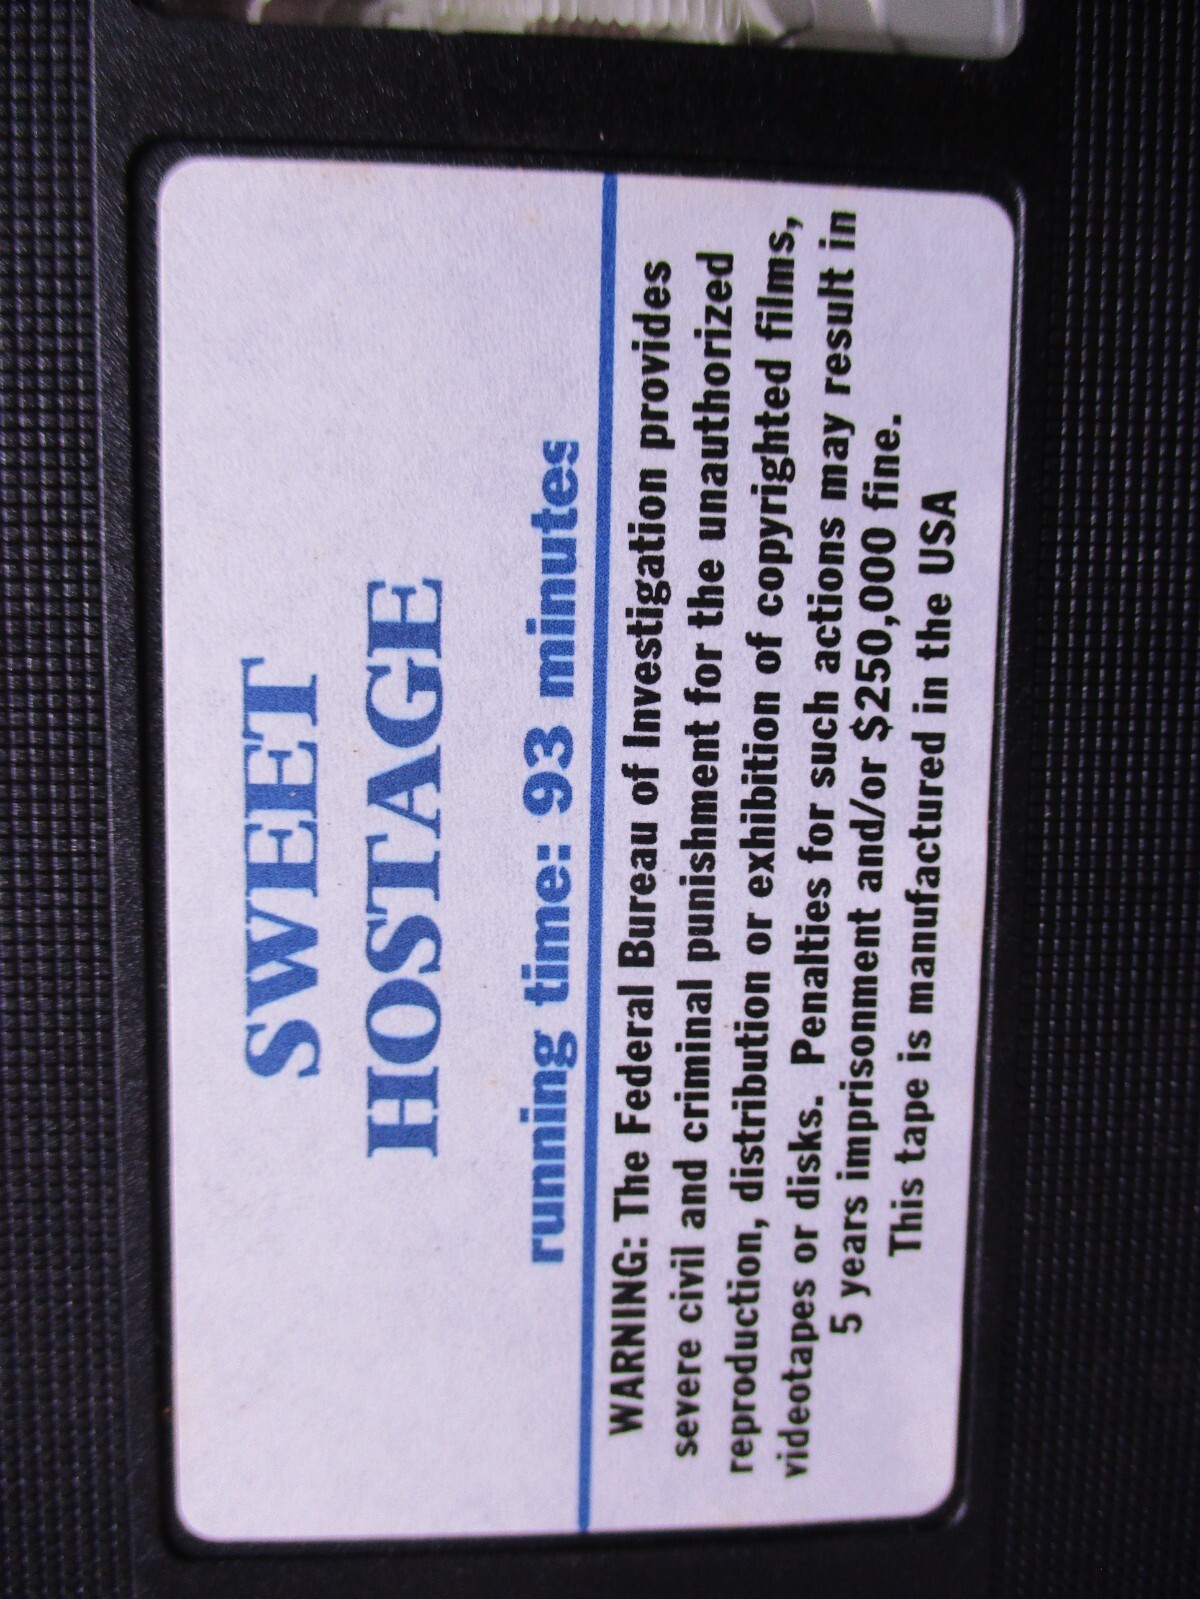 SWEET
HOSTAGE
running time: 93 minutes
WARNING: The Federal Bureau of Investigation provides
severe civil and criminal punishment for the unauthorized
reproduction, distribution or exhibition of copyrighted films,
videotapes or disks. Penalties for such actions may result in
5 years imprisonment and/or $250,000 fine.
This tape is manufactured in the USA